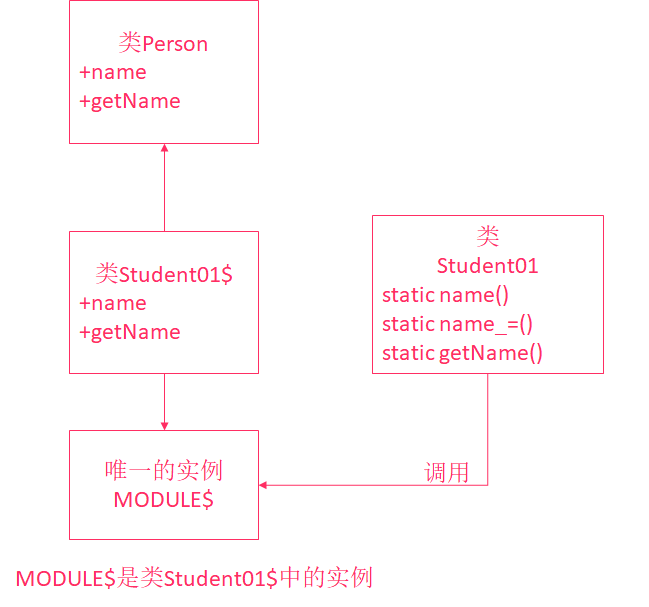 类Person
+name
+getName
类Student01$
+name
+getName
类
Student01
static name()
static name_=()
static getName()
唯一的实例
MODULE$
调用
MODULE$是类Student01$中的实例